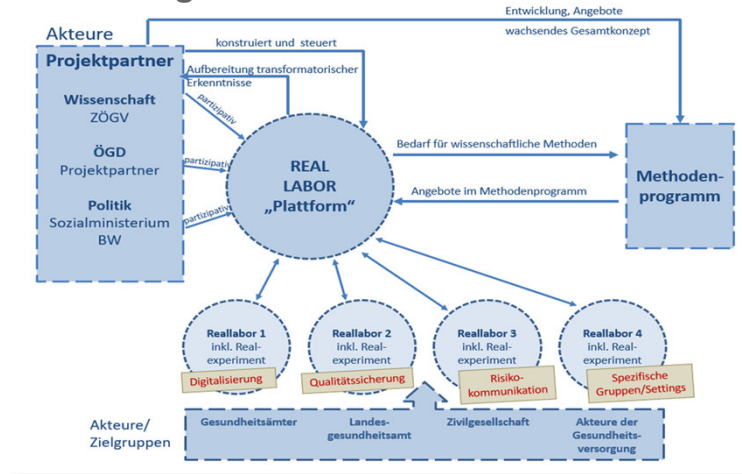 Entwicklung, Angebote
wachsendes Gesamtkonzept
Akteure
Projektpartner
konstruiert und steuert
Aufbereitung transformatorischer
Erkenntnisse
Wissenschaft
ZÖGV
ÖGD
Projektpartner
Politik
Sozialministerium
BW
partizipativ
partizipativ
partizipativ
REAL
LABOR
„Plattform“
Bedarf für wissenschaftliche Methoden
Angebote im Methodenprogramm
Methoden-
programm
Reallabor 1
inkl. Real-
experiment
Digitalisierung
Reallabor 2
inkl. Real-
experiment
Qualitätssicherung
Reallabor 3
inkl. Real-
experiment
Risiko-
kommunikation
Reallabor 4
inkl. Real-
experiment
Spezifische
Gruppen/Settings
Akteure/
Zielgruppen
Gesundheitsämter
Landes-
gesundheitsamt
Zivilgesellschaft
Akteure der
Gesundheits-
versorgung